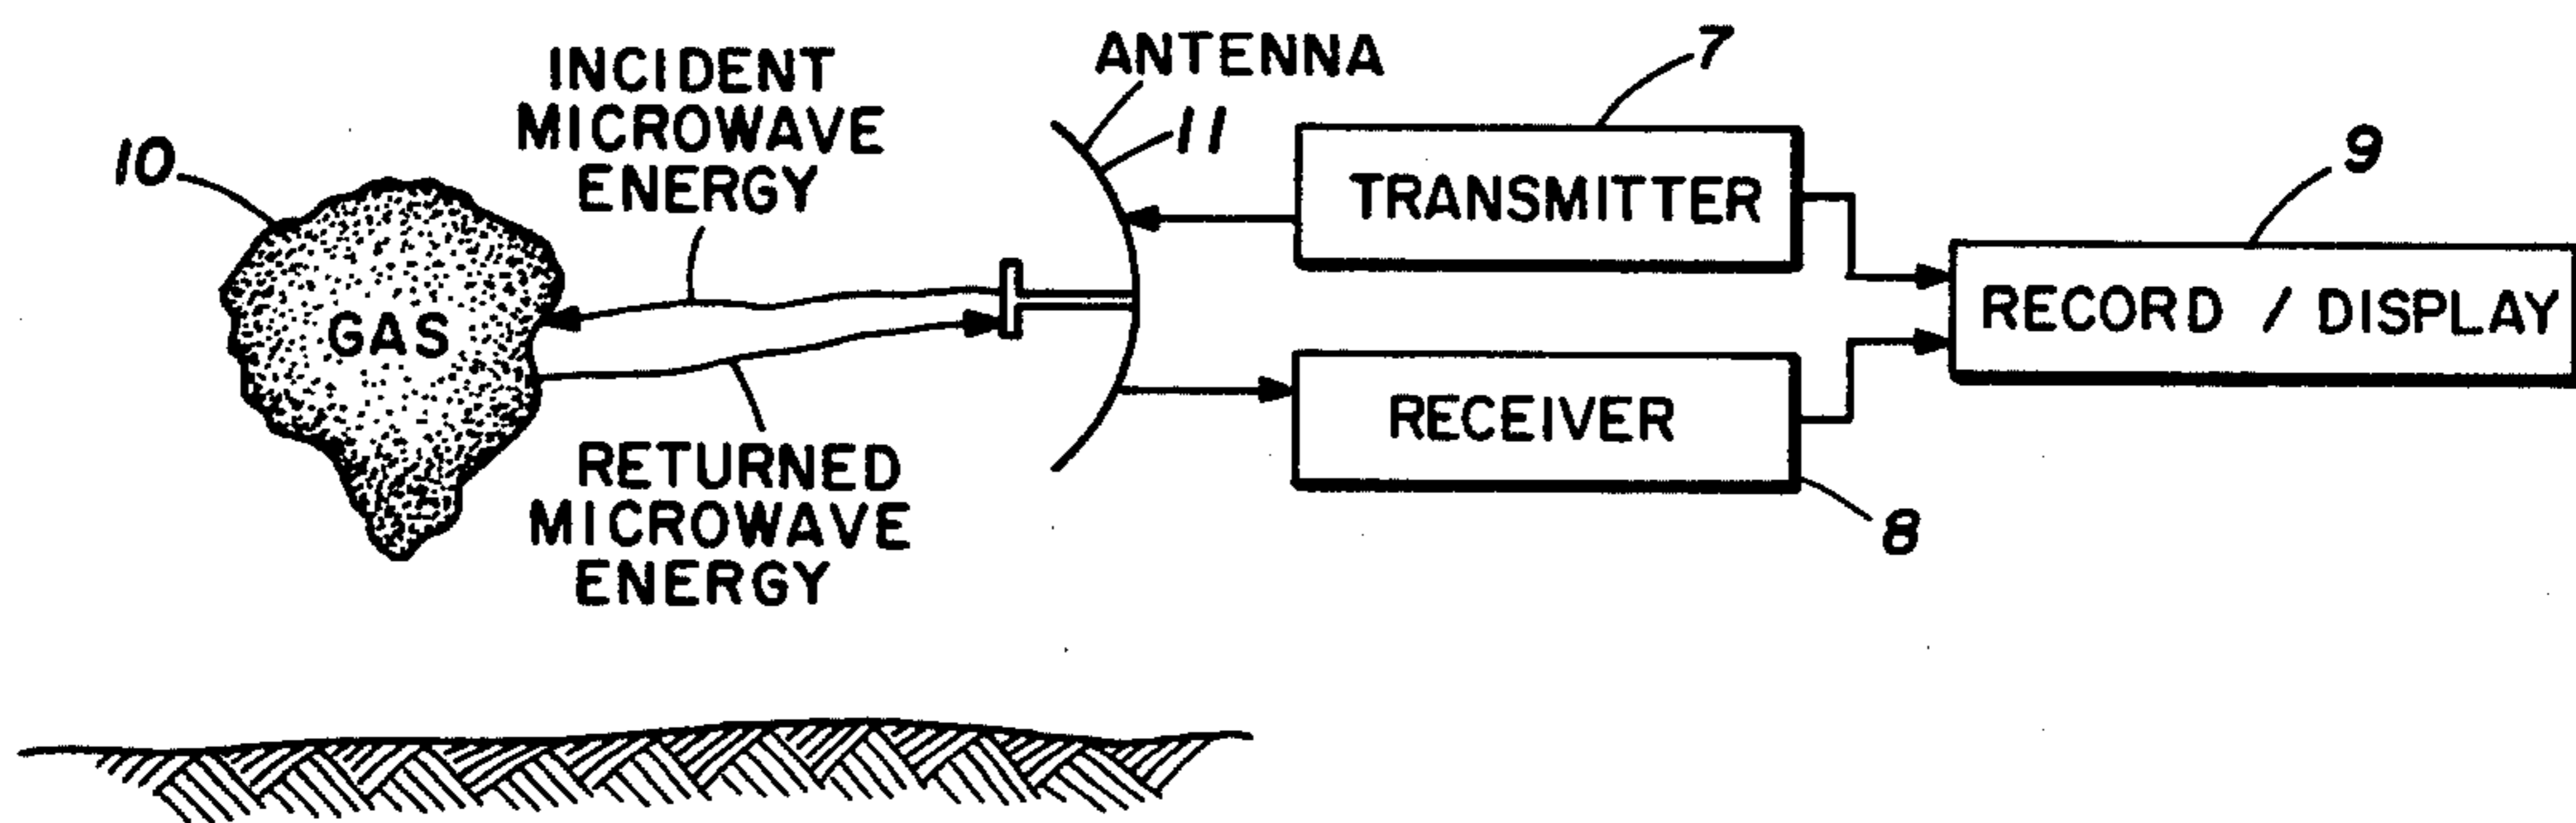 INCIDENT
MICROWAVE
ENERGY
ANTENNA
11
7
TRANSMITTER
9
10
GAS
RECORD / DISPLAY
RECEIVER
8
RETURNED
MICROWAVE
ENERGY